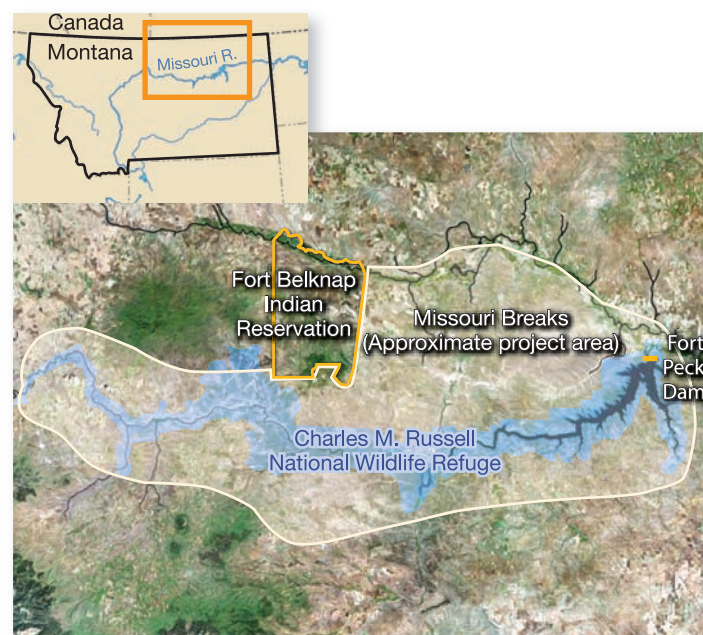 Canada
Montana
Missouri R.
Fort Belknap
Indian
Reservation
Missouri Breaks
(Approximate project area)
Fort
Peck
Dam
Charles M. Russell
National Wildlife Refuge